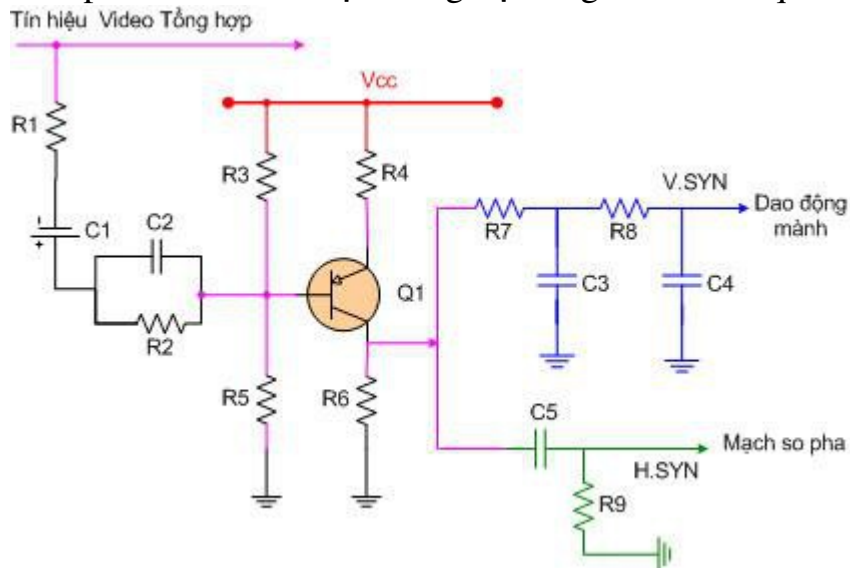 Tín hiệu Video Tổng hợp
Vcc
R1
R3
R4
V.SYN
Dao động
mành
R7
R8
C2
C1
Q1
C3
C4
R2
R5
R6
C5
Mạch so pha
H.SYN
R9